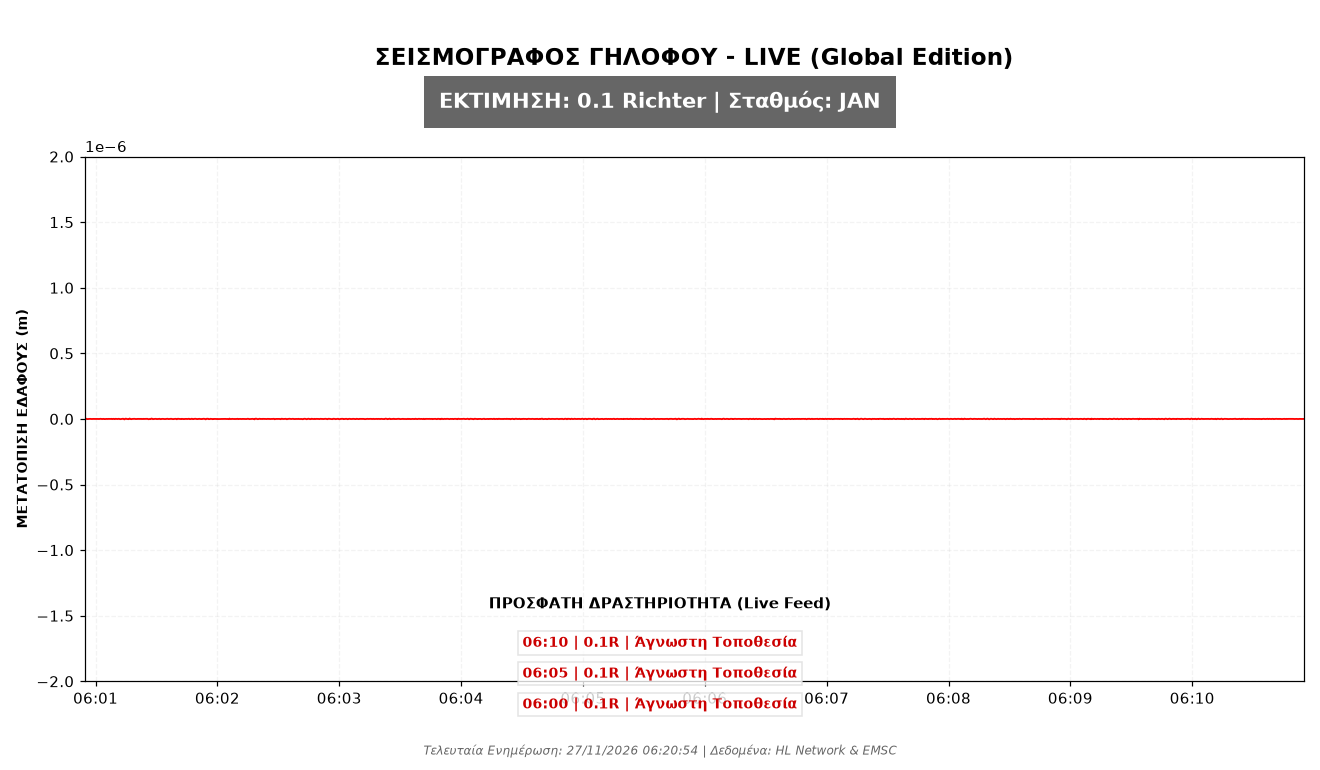 ΣΕΙΣΜΟΓΡΑΦΟΣ ΓΗΛΟΦΟΥ - LIVE (Global Edition)
ΕΚΤΙΜΗΣΗ: 0.1 Richter | Σταθμός: JAN
1e−6
2.0
1.5
1.0
0.5
0.0
−0.5
−1.0
−1.5
−2.0
ΜΕΤΑΤΟΠΙΣΗ ΕΔΑΦΟΥΣ (m)
ΠΡΟΣΦΑΤΗ ΔΡΑΣΤΗΡΙΟΤΗΤΑ (Live Feed)
06:10 | 0.1R | Άγνωστη Τοποθεσία
06:05 | 0.1R | Άγνωστη Τοποθεσία
06:00 | 0.1R | Άγνωστη Τοποθεσία
06:01 06:02 06:03 06:04 06:05 06:06 06:07 06:08 06:09 06:10
Τελευταία Ενημέρωση: 27/11/2026 06:20:54 | Δεδομένα: HL Network & EMSC